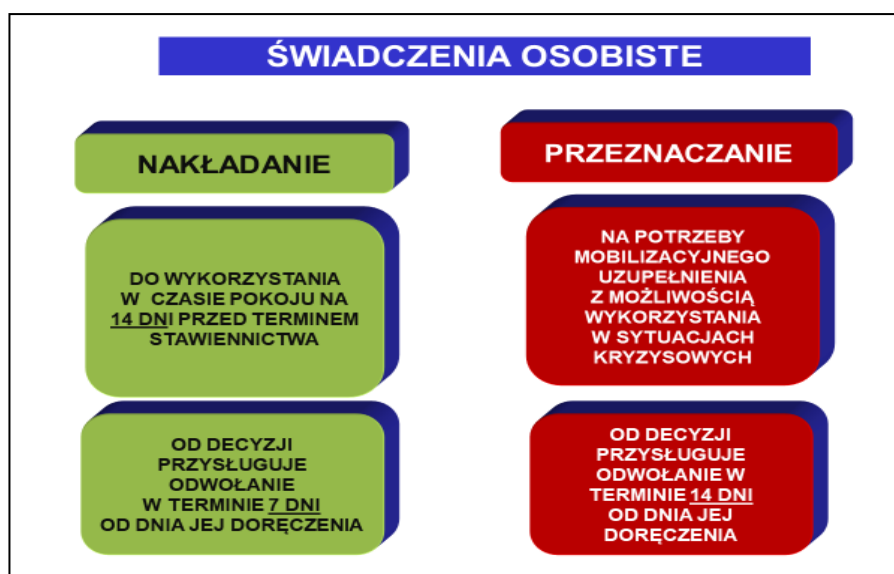 ŚWIADCZENIA OSOBISTE
NAKŁADANIE
DO WYKORZYSTANIA
W CZASIE POKOJU NA
14 DNI PRZED TERMINEM
STAWIENNICTWA
OD DECYZJI
PRZYSŁUGUJE
ODWOŁANIE
W TERMINIE 7 DNI
OD DNIA JEJ DORĘCZENIA
PRZEZNACZANIE
NA POTRZEBY
MOBILIZACYJNEGO
UZUPEŁNIENIA
Z MOŻLIWOŚCIĄ
WYKORZYSTANIA
W SYTUACJACH
KRYZYSOWYCH
OD DECYZJI
PRZYSŁUGUJE
ODWOŁANIE W
TERMINIE 14 DNI
OD DNIA JEJ
DORĘCZENIA